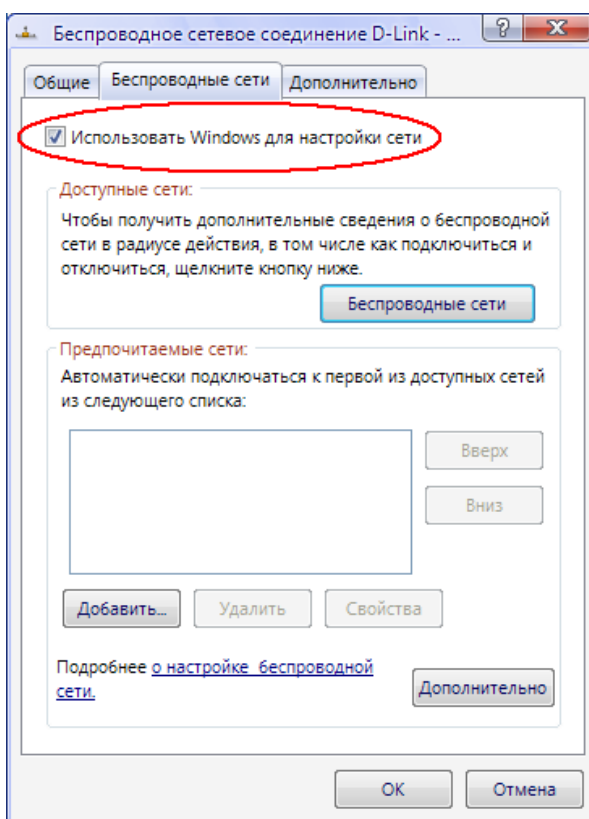 Беспроводное сетевое соединение D-Link - ...
Общие
Беспроводные сети
Дополнительно
Использовать Windows для настройки сети
Доступные сети:
Чтобы получить дополнительные сведения о беспроводной
сети в радиусе действия, в том числе как подключиться и
отключиться, щелкните кнопку ниже.
Беспроводные сети
Предпочитаемые сети:
Автоматически подключаться к первой из доступных сетей
из следующего списка:
Вверх
Вниз
Добавить...
Удалить
Свойства
Подробнее о настройке беспроводной
сети.
Дополнительно
ОК
Отмена